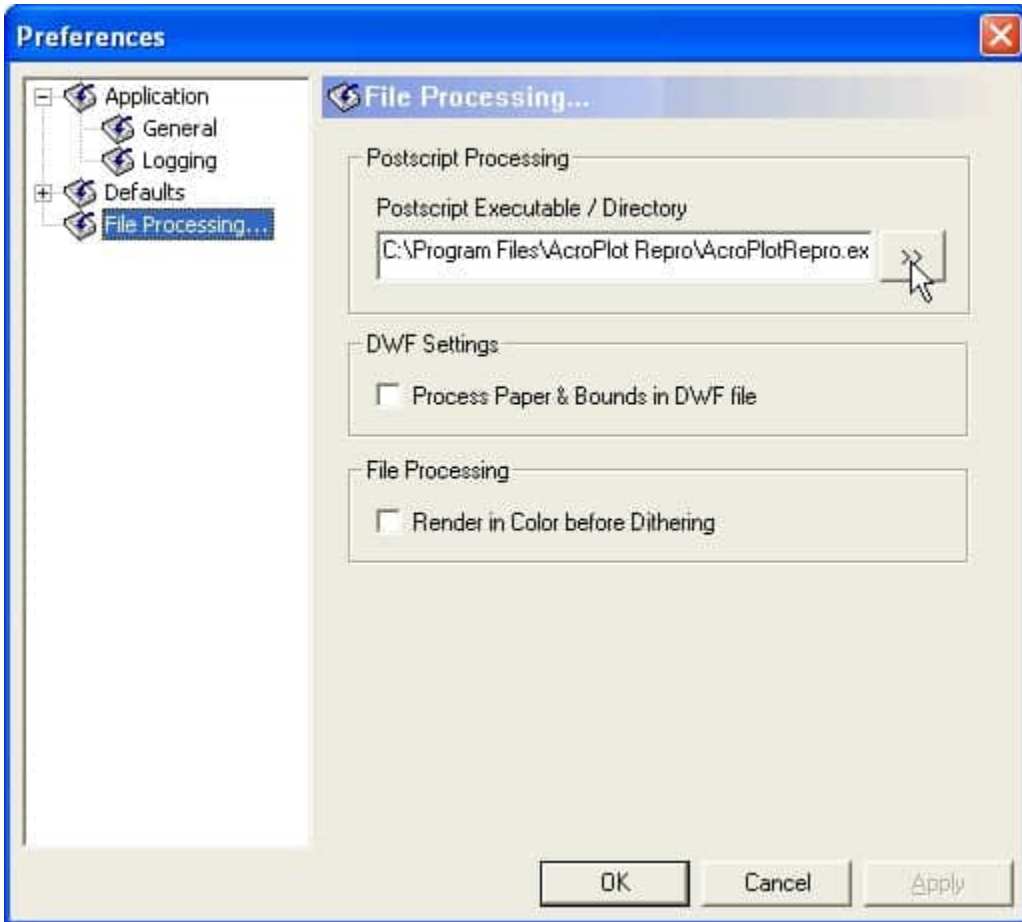 Preferences
Application
General
Logging
Defaults
File Processing...
File Processing...
Postscript Processing
Postscript Executable / Directory
C:\Program Files\AcroPlot Repro\AcroPlotRepro.ex
>>
DWF Settings
Process Paper & Bounds in DWF file
File Processing
Render in Color before Dithering
OK
Cancel
Apply